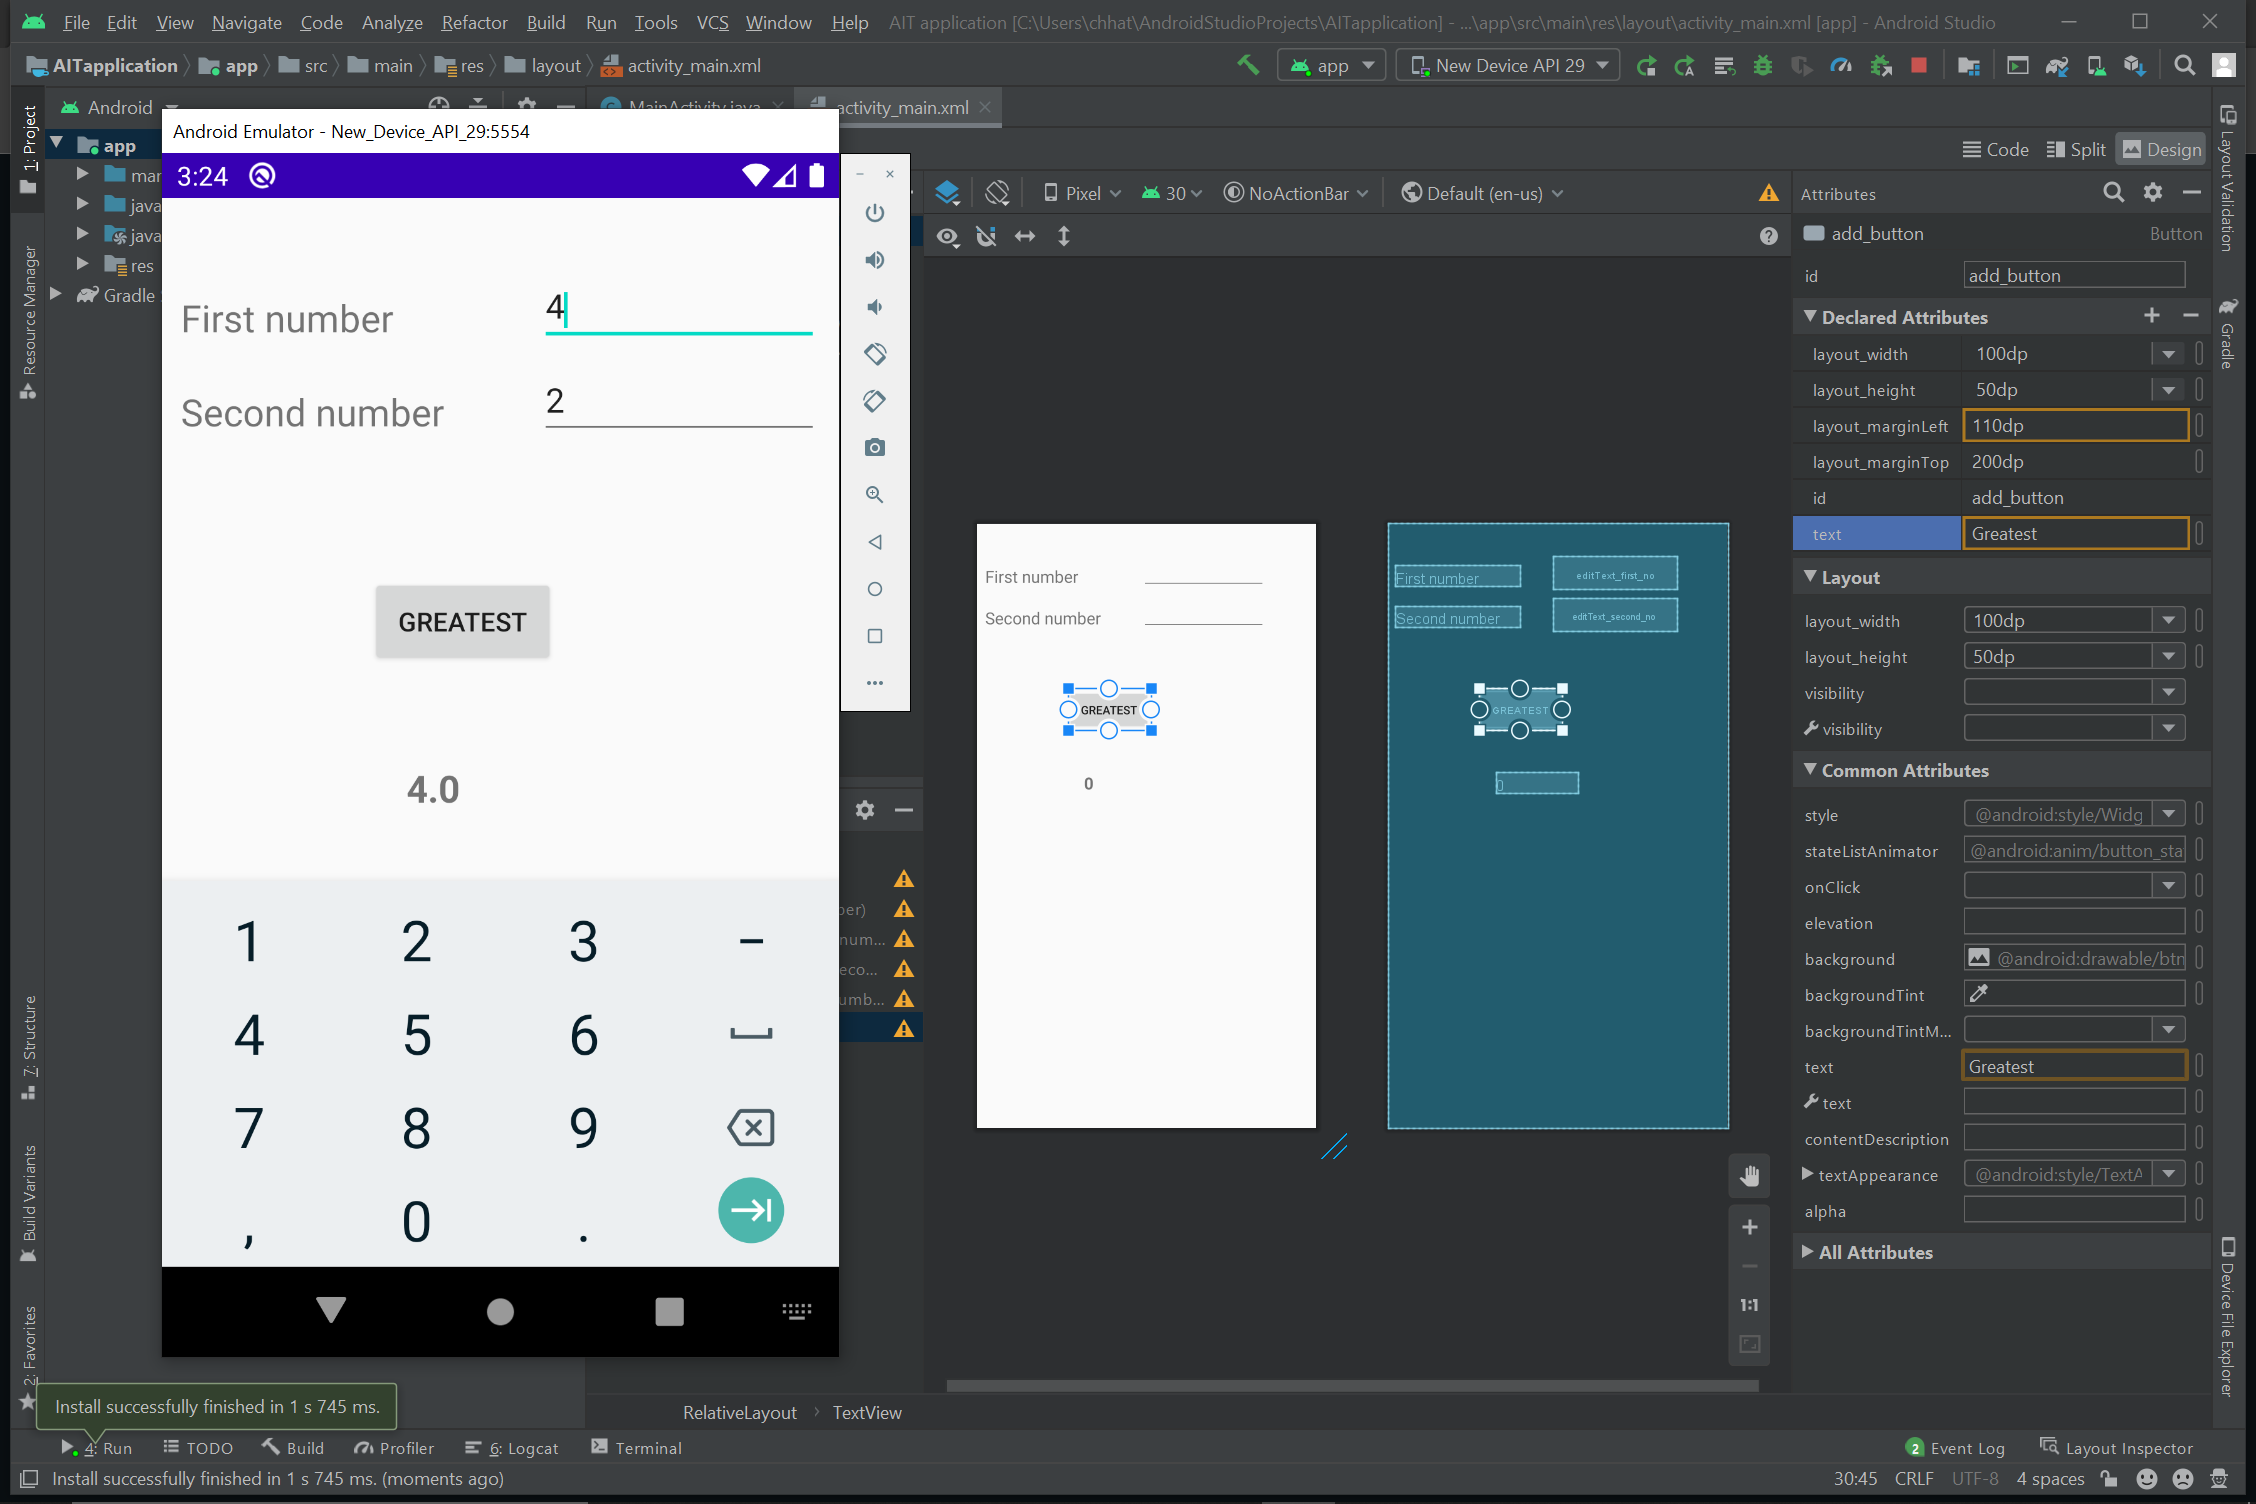 File Edit View Navigate Code Analyze Refactor Build Run Tools VCS Window Help AIT application [C:\Users\chhat\AndroidStudioProjects\AITapplication] - ...\app\src\main\res\layout\activity_main.xml [app] - Android Studio
AITapplication app src main res layout activity_main.xml app New Device API 29
Android MainActivity.java activity_main.xml
1: Project
Resource Manager
7: Structure
Build Variants
2: Favorites
app
java
java
res
Gradle
Android Emulator - New_Device_API_29:5554
3:24
First number 4
Second number 2
GREATEST
4.0
1 2 3 -
4 5 6
7 8 9
, 0 .
Code Split Design
Pixel 30 NoActionBar Default (en-us)
First number
Second number
GREATEST
0
First number editText_first_no
Second number editText_second_no
GREATEST
0
1:1
Attributes
add_button Button
id add_button
Declared Attributes
layout_width 100dp
layout_height 50dp
layout_marginLeft 110dp
layout_marginTop 200dp
id add_button
text Greatest
Layout
layout_width 100dp
layout_height 50dp
visibility
visibility
Common Attributes
style @android:style/Widg
stateListAnimator @android:anim/button_sta
onClick
elevation
background @android:drawable/btn
backgroundTint
backgroundTintM...
text Greatest
text
contentDescription
textAppearance @android:style/TextA
alpha
All Attributes
Layout Validation
Gradle
Device File Explorer
Install successfully finished in 1 s 745 ms.
RelativeLayout TextView
4: Run TODO Build Profiler 6: Logcat Terminal 2 Event Log Layout Inspector
Install successfully finished in 1 s 745 ms. (moments ago) 30:45 CRLF UTF-8 4 spaces